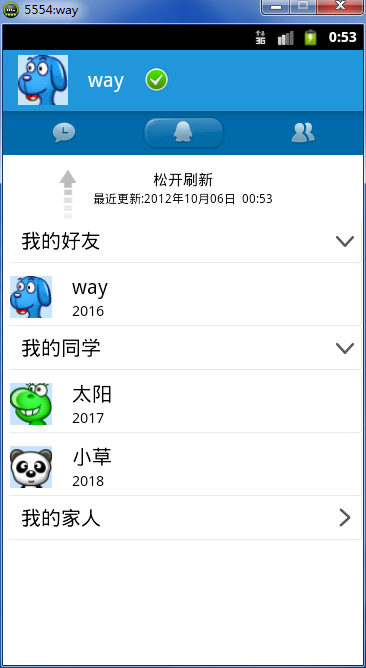 5554:way
3G
0:53
way
松开刷新
最近更新:2012年10月06日 00:53
我的好友
way
2016
我的同学
太阳
2017
小草
2018
我的家人